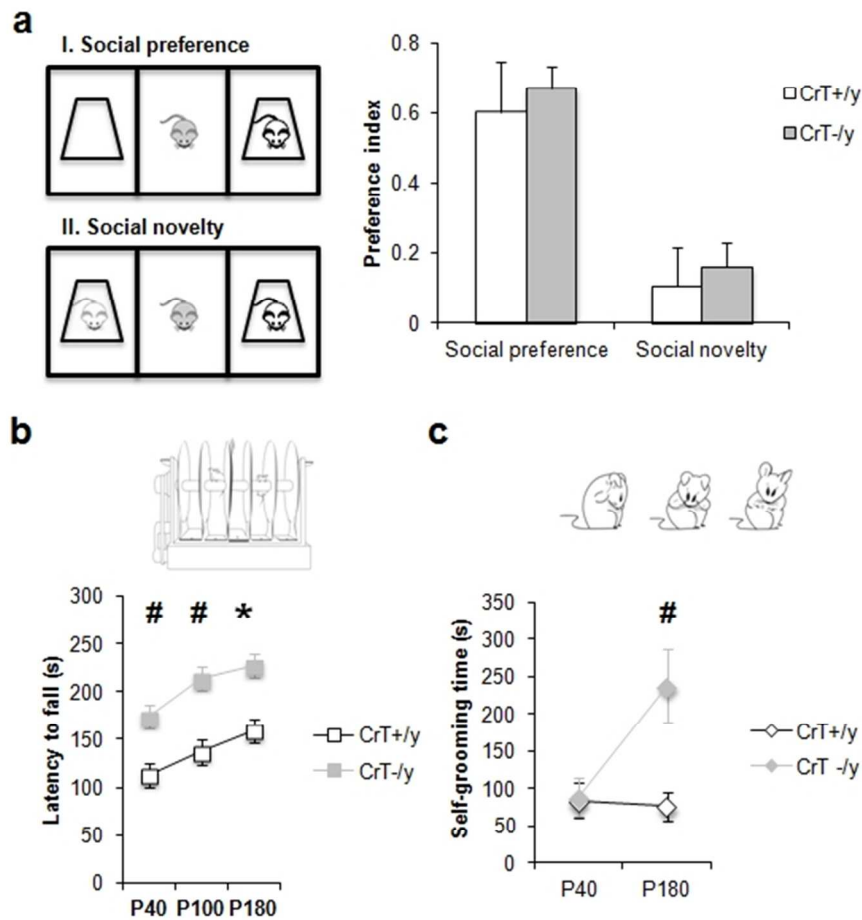 a
I. Social preference
II. Social novelty
Preference index
0.8
0.6
0.4
0.2
0
Social preference Social novelty
CrT+/y
CrT-/y
b
Latency to fall (s)
300
250
200
150
100
50
0
# # *
P40 P100 P180
CrT+/y
CrT-/y
c
Self-grooming time (s)
350
300
250
200
150
100
50
0
#
P40 P180
CrT+/y
CrT -/y